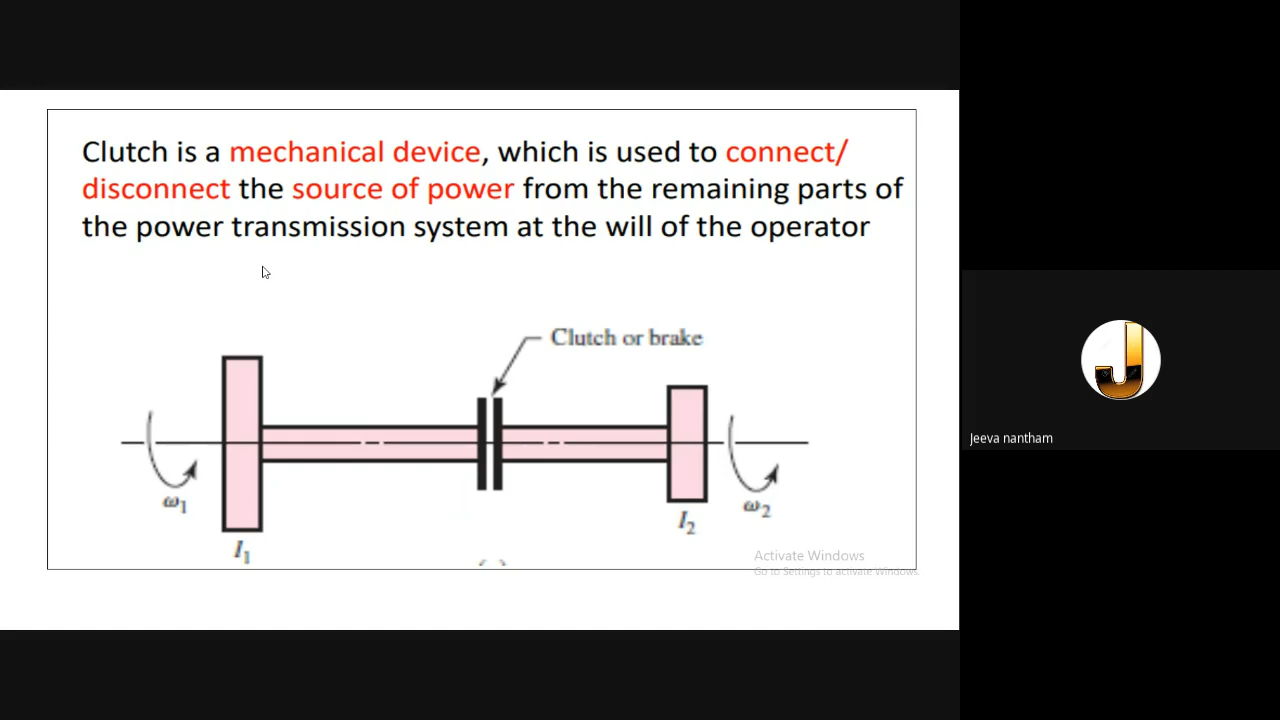 Clutch is a mechanical device, which is used to connect/
disconnect the source of power from the remaining parts of
the power transmission system at the will of the operator
Clutch or brake
ω1
I1
I2
ω2
Activate Windows
Go to Settings to activate Windows.
Jeeva nantham
J